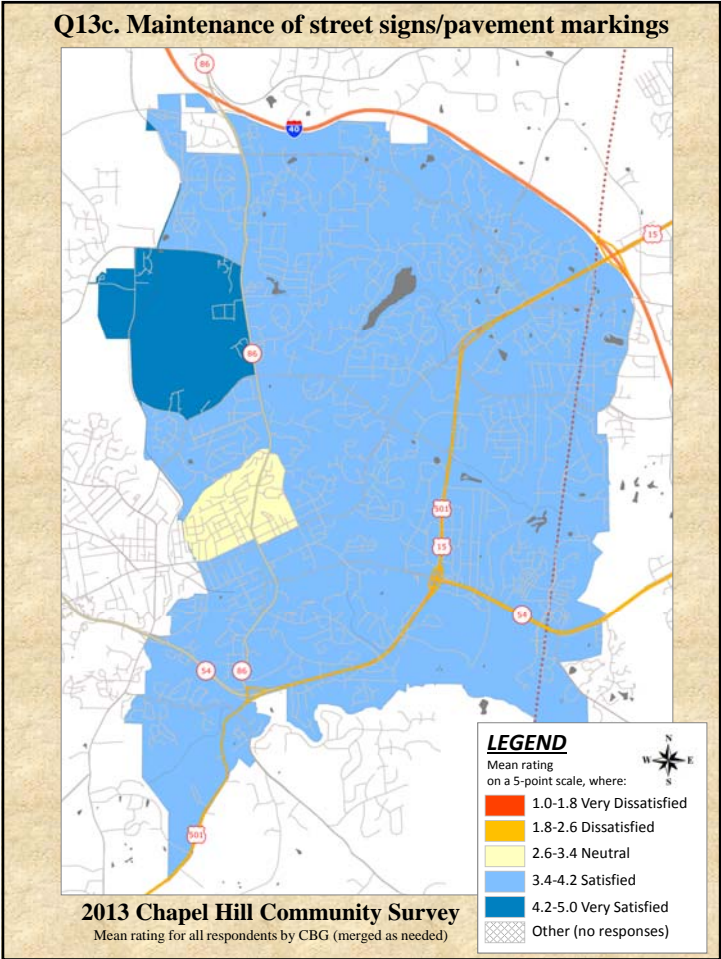 Q13c. Maintenance of street signs/pavement markings
86
40
15
86
501
15
54
54
86
501
LEGEND
Mean rating
on a 5-point scale, where:
N
W E
S
1.0-1.8 Very Dissatisfied
1.8-2.6 Dissatisfied
2.6-3.4 Neutral
3.4-4.2 Satisfied
4.2-5.0 Very Satisfied
Other (no responses)
2013 Chapel Hill Community Survey
Mean rating for all respondents by CBG (merged as needed)